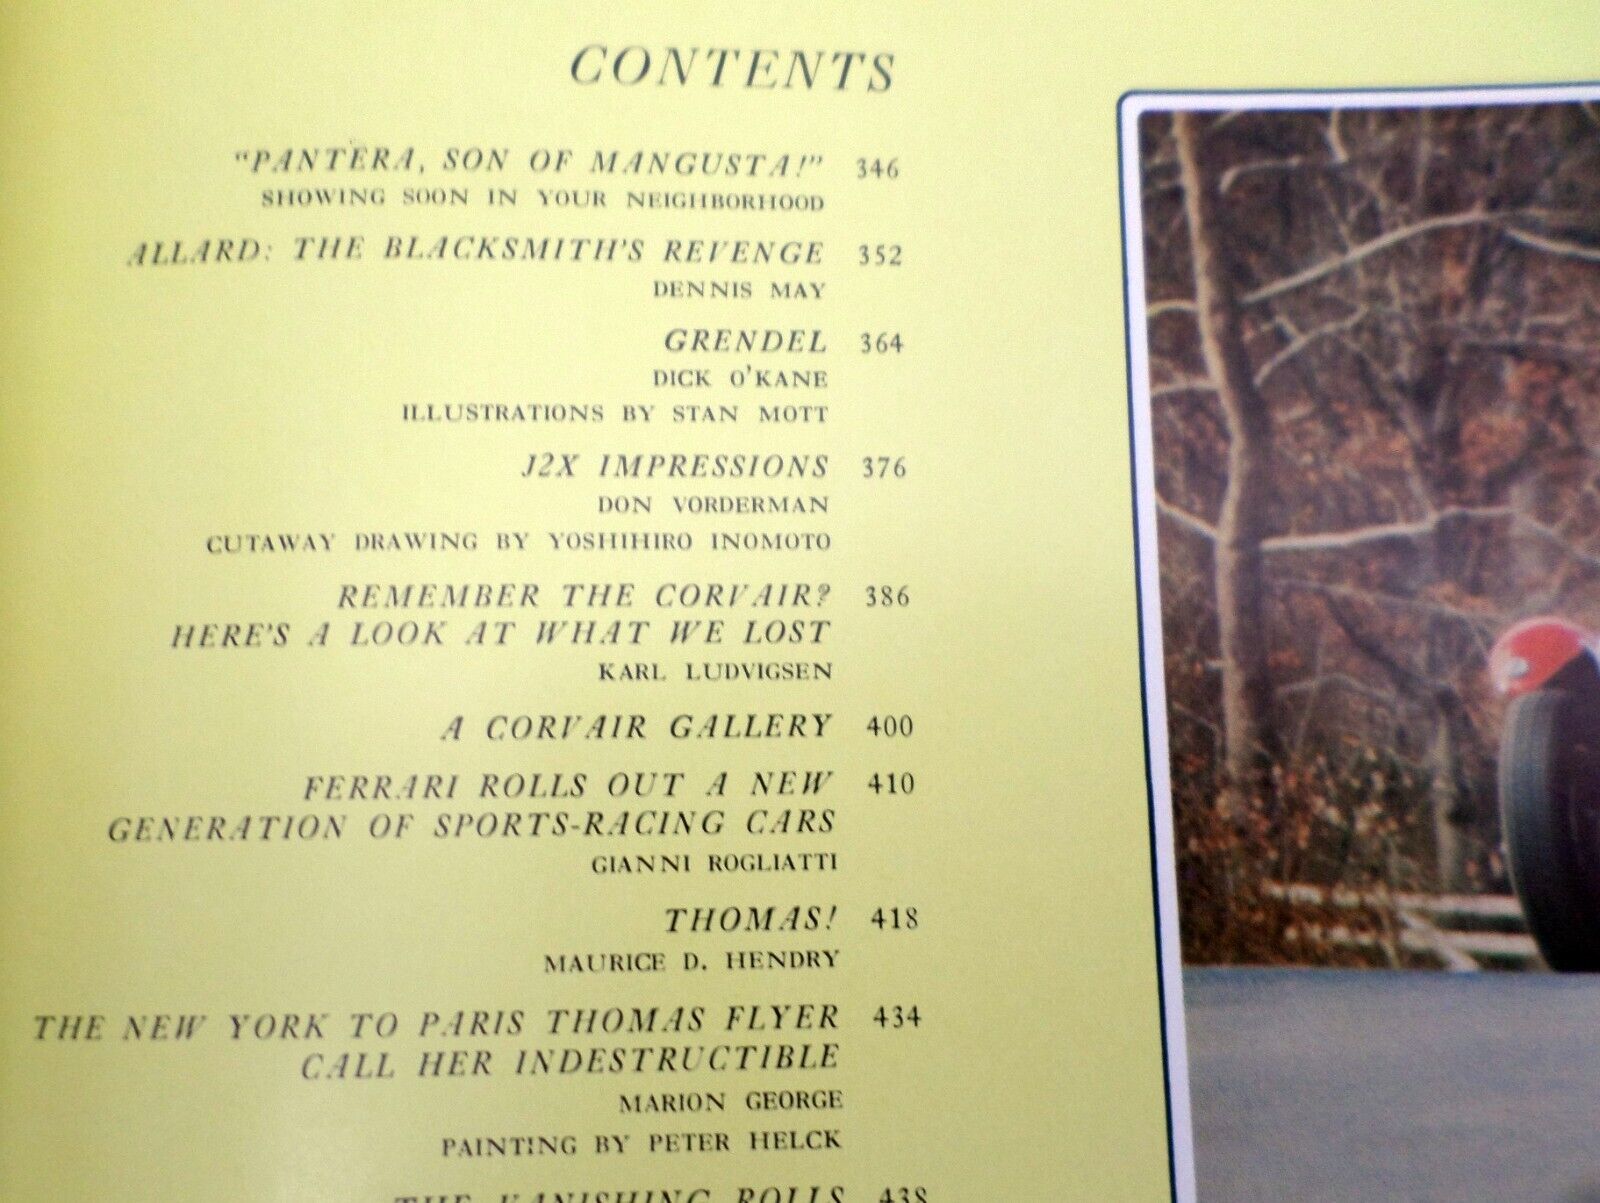 CONTENTS
"PANTERA, SON OF MANGUSTA!" 346
SHOWING SOON IN YOUR NEIGHBORHOOD
ALLARD: THE BLACKSMITH'S REVENGE 352
DENNIS MAY
GRENDEL 364
DICK O'KANE
ILLUSTRATIONS BY STAN MOTT
J2X IMPRESSIONS 376
DON VORDERMAN
CUTAWAY DRAWING BY YOSHIHIRO INOMOTO
REMEMBER THE CORVAIR? 386
HERE'S A LOOK AT WHAT WE LOST
KARL LUDVIGSEN
A CORVAIR GALLERY 400
FERRARI ROLLS OUT A NEW 410
GENERATION OF SPORTS-RACING CARS
GIANNI ROGLIATTI
THOMAS! 418
MAURICE D. HENDRY
THE NEW YORK TO PARIS THOMAS FLYER 434
CALL HER INDESTRUCTIBLE
MARION GEORGE
PAINTING BY PETER HELCK
THE VANISHING ROLLS 438